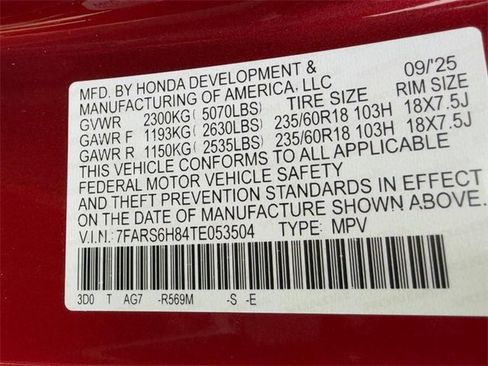 MFD. BY HONDA DEVELOPMENT & 09/'25
MANUFACTURING OF AMERICA, LLC RIM SIZE
GVWR 2300KG(5070LBS) TIRE SIZE
GAWR F 1193KG(2630LBS) 235/60R18 103H 18X7.5J
GAWR R 1150KG(2535LBS) 235/60R18 103H 18X7.5J
THIS VEHICLE CONFORMS TO ALL APPLICABLE
FEDERAL MOTOR VEHICLE SAFETY
AND THEFT PREVENTION STANDARDS IN EFFECT
ON THE DATE OF MANUFACTURE SHOWN ABOVE.
V.I.N.: 7FARS6H84TE053504 TYPE: MPV
3D0 T AG7 -R569M -S -E